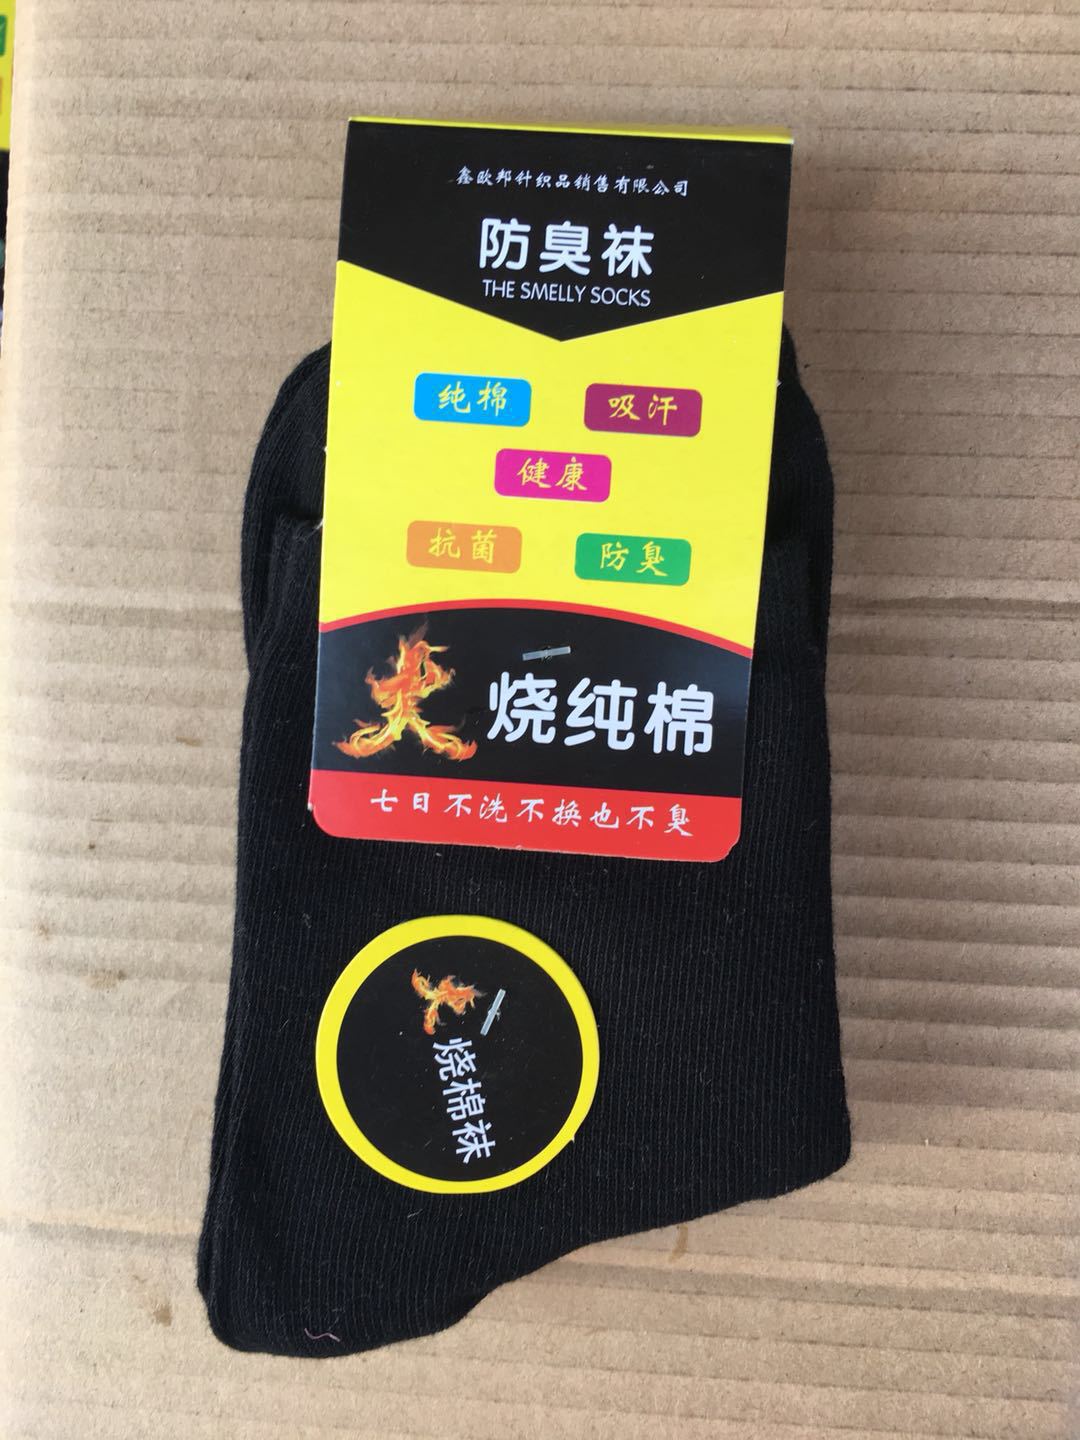 鑫欧邦针织品销售有限公司
防臭袜
THE SMELLY SOCKS
纯棉 吸汗
健康
抗菌 防臭
火烧纯棉
七日不洗不换也不臭
火烧棉袜